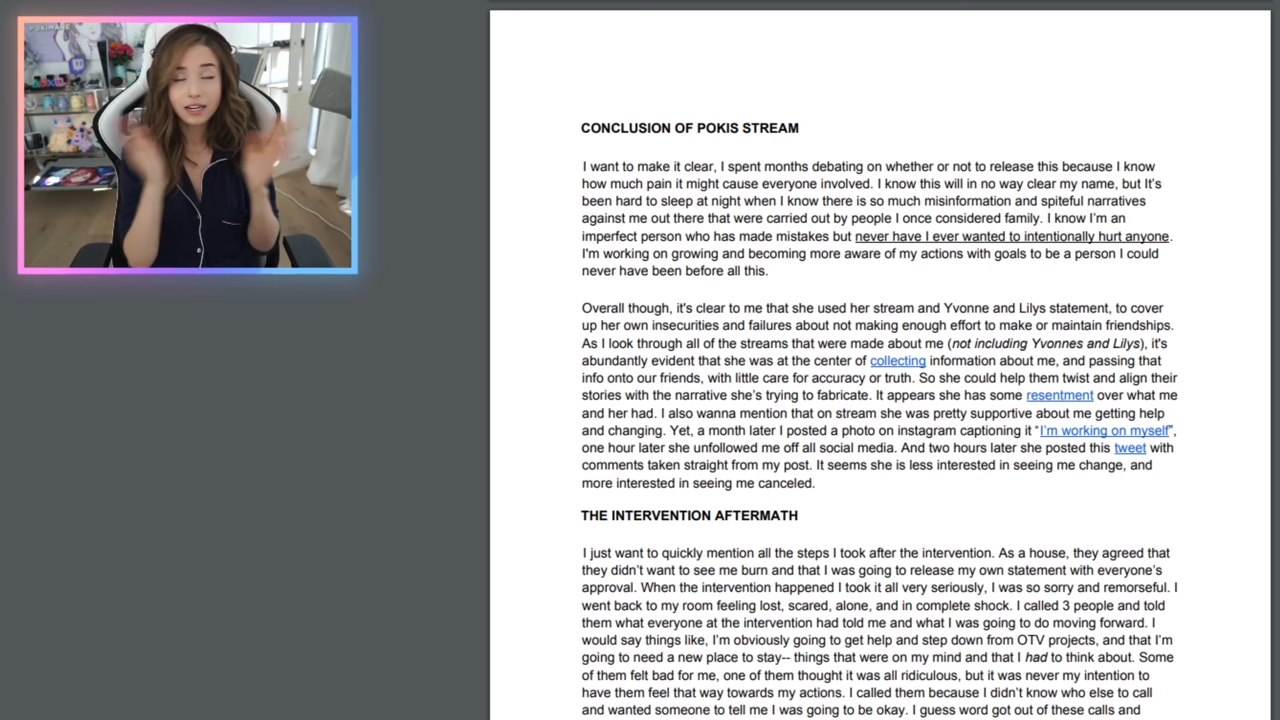 POKIMANE
CONCLUSION OF POKIS STREAM
I want to make it clear, I spent months debating on whether or not to release this because I know
how much pain it might cause everyone involved. I know this will in no way clear my name, but It's
been hard to sleep at night when I know there is so much misinformation and spiteful narratives
against me out there that were carried out by people I once considered family. I know I'm an
imperfect person who has made mistakes but never have I ever wanted to intentionally hurt anyone.
I'm working on growing and becoming more aware of my actions with goals to be a person I could
never have been before all this.
Overall though, it's clear to me that she used her stream and Yvonne and Lilys statement, to cover
up her own insecurities and failures about not making enough effort to make or maintain friendships.
As I look through all of the streams that were made about me (not including Yvonnes and Lilys), it's
abundantly evident that she was at the center of collecting information about me, and passing that
info onto our friends, with little care for accuracy or truth. So she could help them twist and align their
stories with the narrative she's trying to fabricate. It appears she has some resentment over what me
and her had. I also wanna mention that on stream she was pretty supportive about me getting help
and changing. Yet, a month later I posted a photo on instagram captioning it “I'm working on myself”,
one hour later she unfollowed me off all social media. And two hours later she posted this tweet with
comments taken straight from my post. It seems she is less interested in seeing me change, and
more interested in seeing me canceled.
THE INTERVENTION AFTERMATH
I just want to quickly mention all the steps I took after the intervention. As a house, they agreed that
they didn't want to see me burn and that I was going to release my own statement with everyone's
approval. When the intervention happened I took it all very seriously, I was so sorry and remorseful. I
went back to my room feeling lost, scared, alone, and in complete shock. I called 3 people and told
them what everyone at the intervention had told me and what I was going to do moving forward. I
would say things like, I'm obviously going to get help and step down from OTV projects, and that I'm
going to need a new place to stay-- things that were on my mind and that I had to think about. Some
of them felt bad for me, one of them thought it was all ridiculous, but it was never my intention to
have them feel that way towards my actions. I called them because I didn't know who else to call
and wanted someone to tell me I was going to be okay. I guess word got out of these calls and